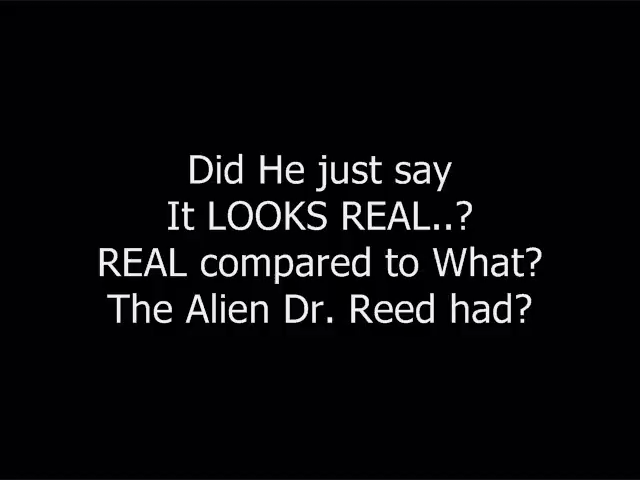 Did He just say
It LOOKS REAL..?
REAL compared to What?
The Alien Dr. Reed had?